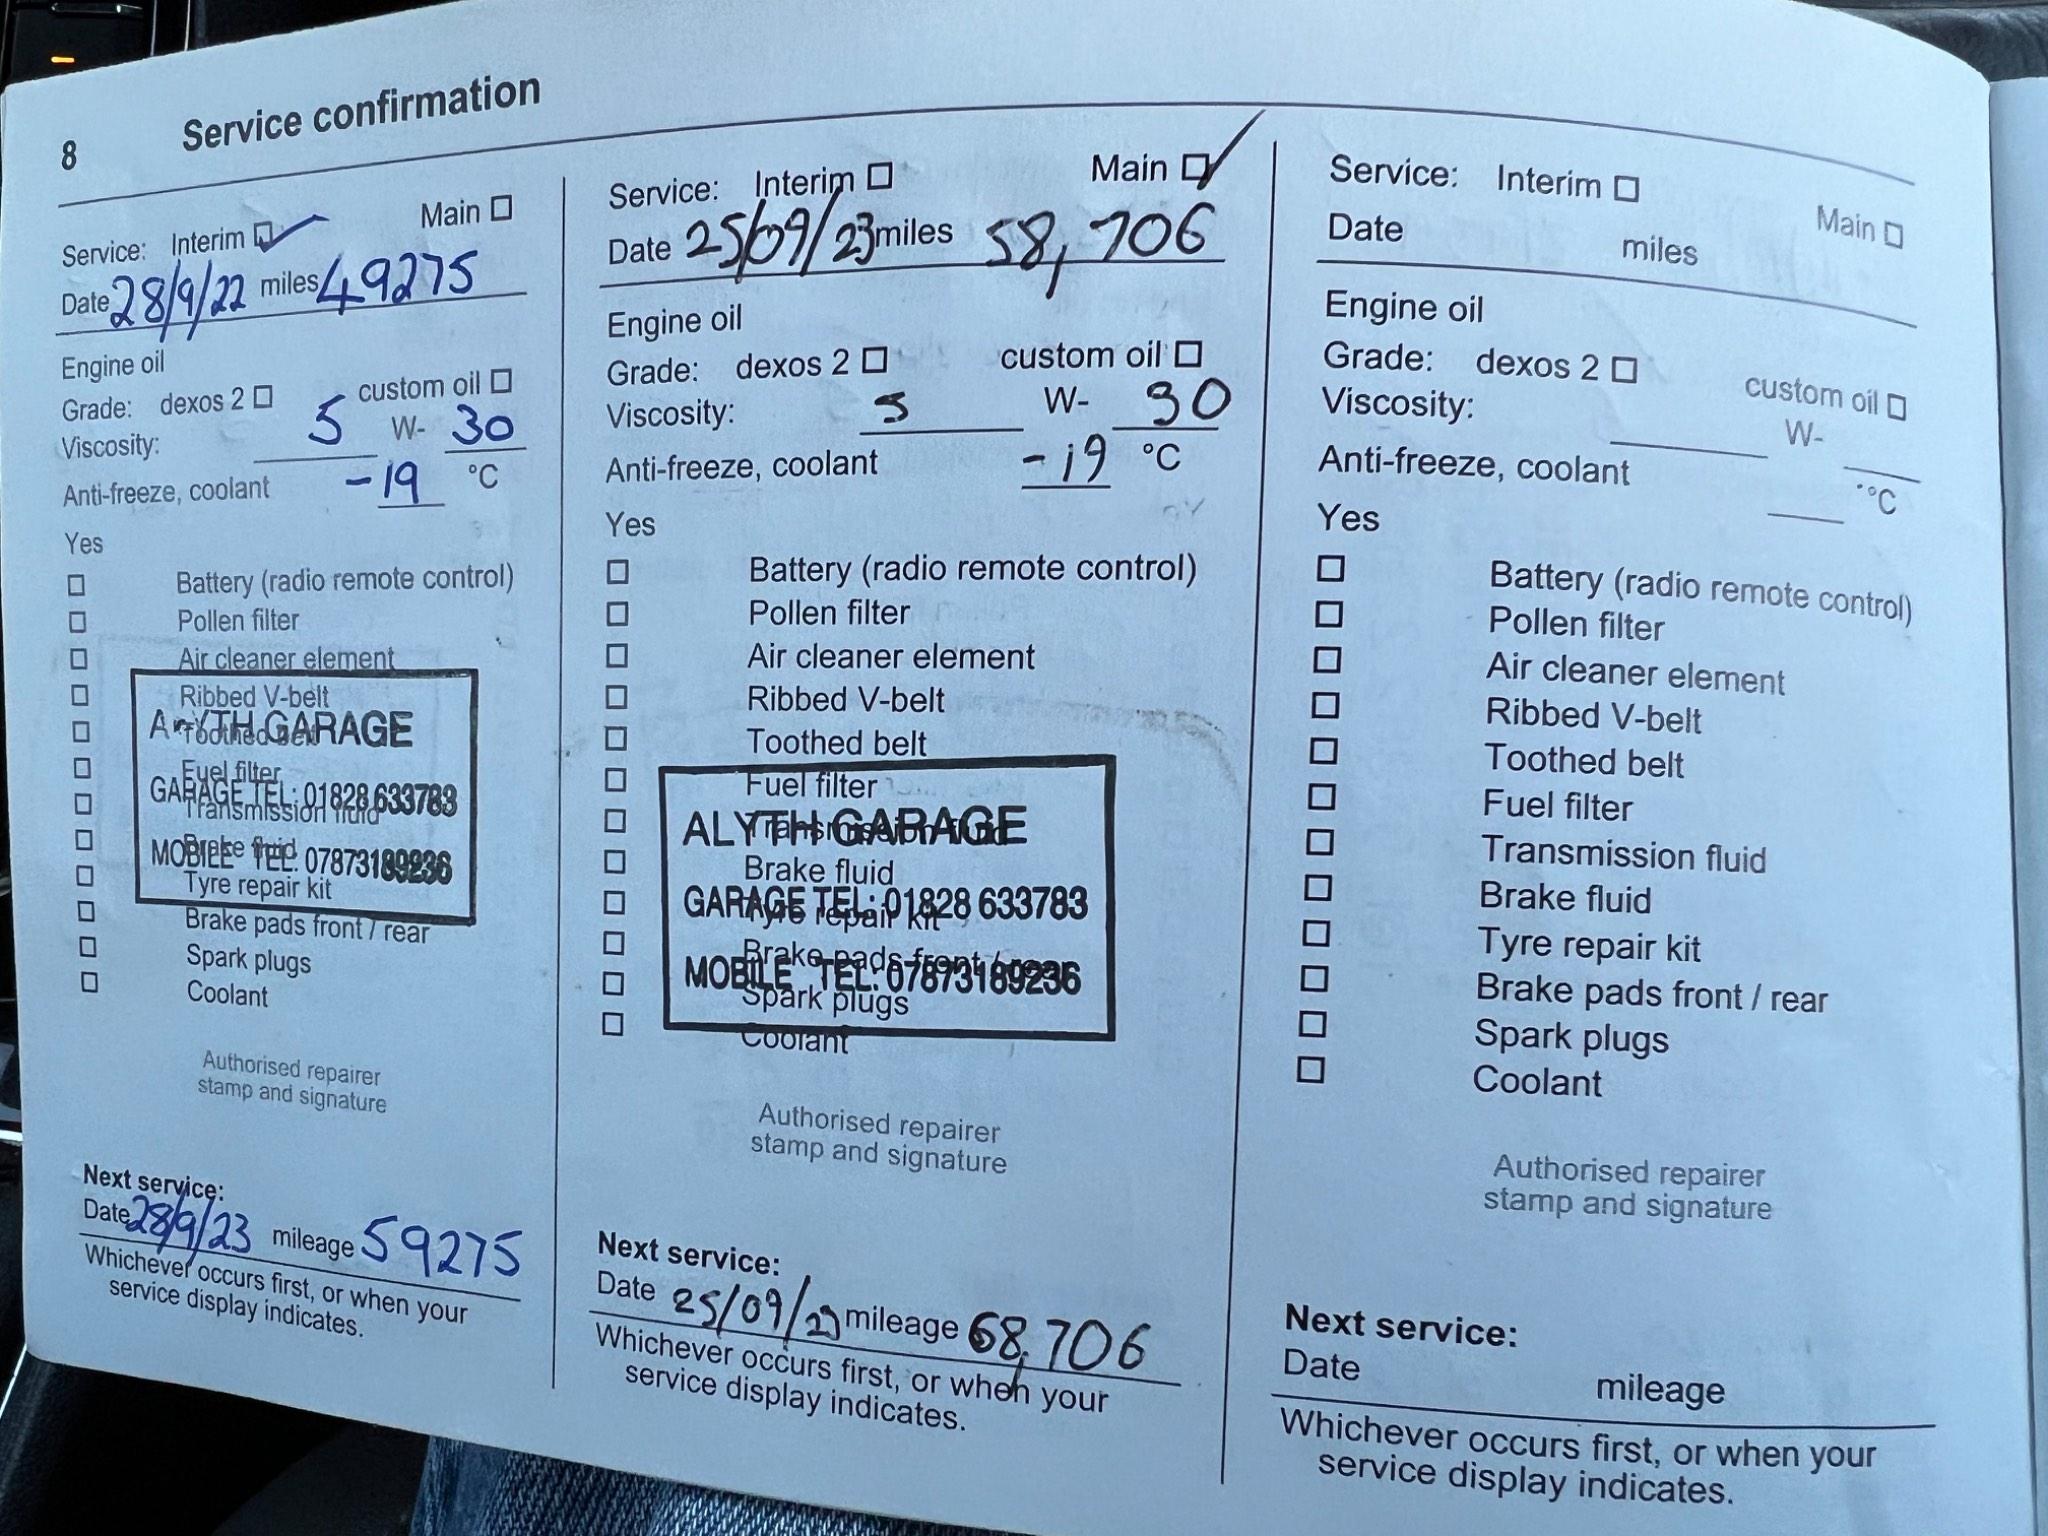 8 Service confirmation
Service: Interim Main
Date 28/9/22 miles 49275
Engine oil
Grade: dexos 2 custom oil
Viscosity: 5 W- 30
Anti-freeze, coolant -19 °C
Yes
Battery (radio remote control)
Pollen filter
Air cleaner element
Ribbed V-belt
ALYTH GARAGE
Toothed belt
Fuel filter
GARAGE TEL: 01828 633783
Transmission fluid
Brake fluid
MOBILE TEL: 07873189236
Tyre repair kit
Brake pads front / rear
Spark plugs
Coolant
Authorised repairer
stamp and signature
Next service:
Date 28/9/23 mileage 59275
Whichever occurs first, or when your
service display indicates.
Service: Interim Main
Date 25/09/23 miles 58,706
Engine oil
Grade: dexos 2 custom oil
Viscosity: 5 W- 30
Anti-freeze, coolant -19 °C
Yes
Battery (radio remote control)
Pollen filter
Air cleaner element
Ribbed V-belt
Toothed belt
Fuel filter
ALYTH GARAGE
Transmission fluid
Brake fluid
GARAGE TEL: 01828 633783
Tyre repair kit
Brake pads front / rear
MOBILE TEL: 07873189236
Spark plugs
Coolant
Authorised repairer
stamp and signature
Next service:
Date 25/09/23 mileage 68,706
Whichever occurs first, or when your
service display indicates.
Service: Interim Main
Date miles
Engine oil
Grade: dexos 2 custom oil
Viscosity: W-
Anti-freeze, coolant °C
Yes
Battery (radio remote control)
Pollen filter
Air cleaner element
Ribbed V-belt
Toothed belt
Fuel filter
Transmission fluid
Brake fluid
Tyre repair kit
Brake pads front / rear
Spark plugs
Coolant
Authorised repairer
stamp and signature
Next service:
Date mileage
Whichever occurs first, or when your
service display indicates.